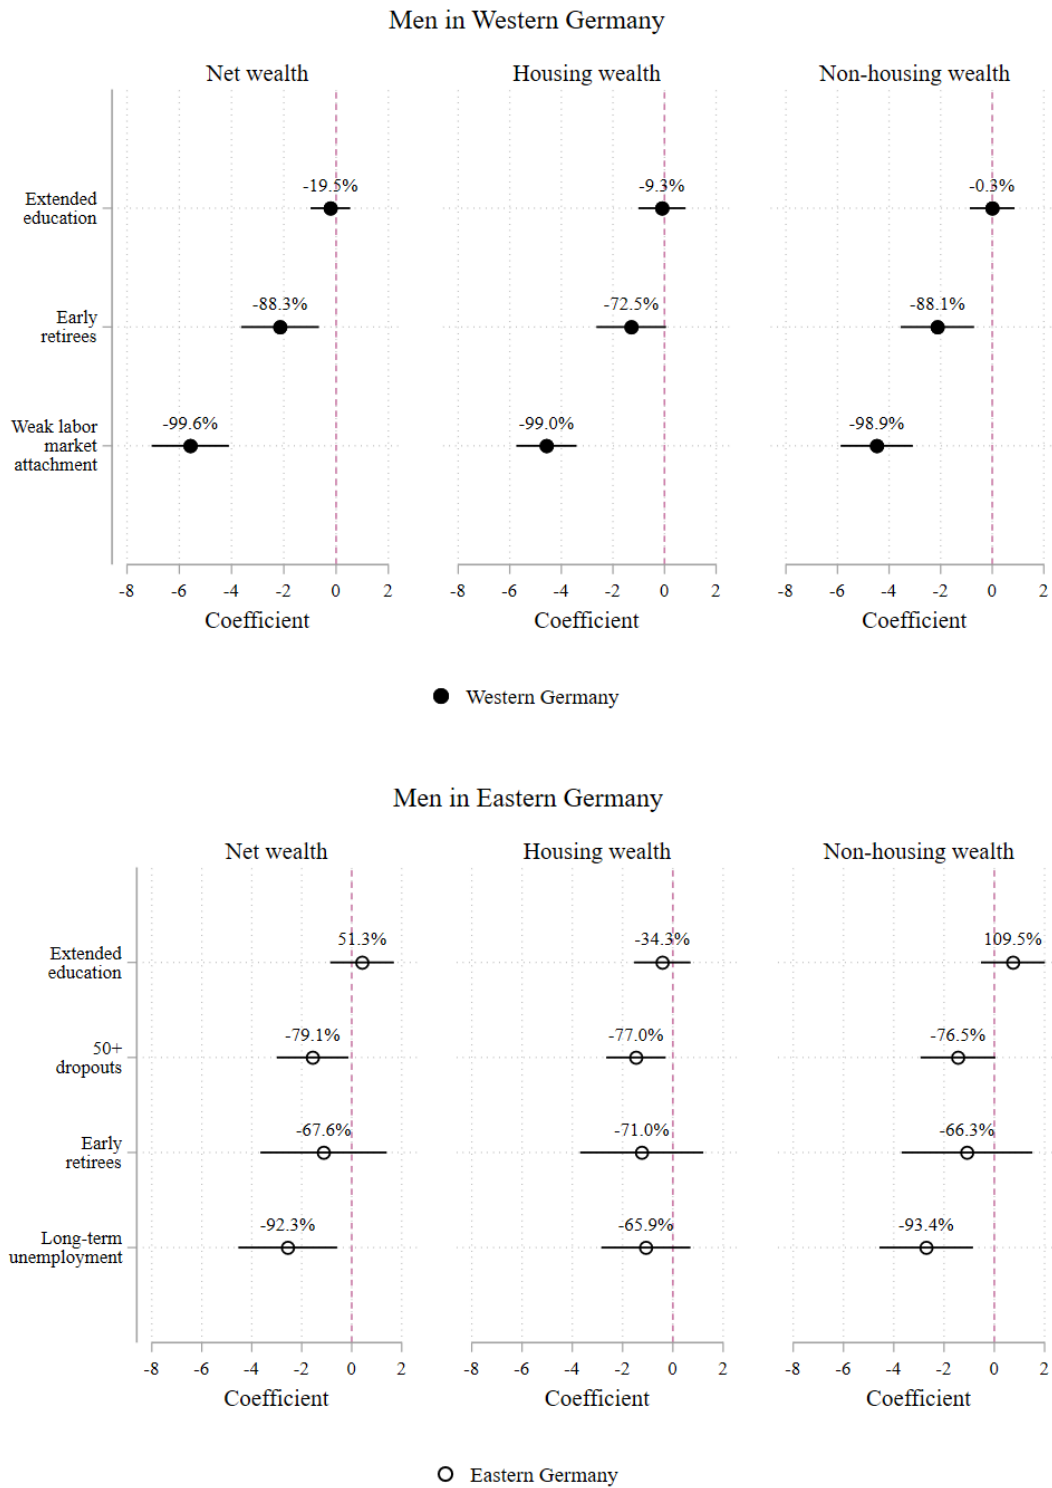 Men in Western Germany
Net wealth
Housing wealth
Non-housing wealth
Extended
education
-19.5%
-9.3%
-0.3%
Early
retirees
-88.3%
-72.5%
-88.1%
Weak labor
market
attachment
-99.6%
-99.0%
-98.9%
-8 -6 -4 -2 0 2
-8 -6 -4 -2 0 2
-8 -6 -4 -2 0 2
Coefficient
Coefficient
Coefficient
Western Germany
Men in Eastern Germany
Net wealth
Housing wealth
Non-housing wealth
Extended
education
51.3%
-34.3%
109.5%
50+
dropouts
-79.1%
-77.0%
-76.5%
Early
retirees
-67.6%
-71.0%
-66.3%
Long-term
unemployment
-92.3%
-65.9%
-93.4%
-8 -6 -4 -2 0 2
-8 -6 -4 -2 0 2
-8 -6 -4 -2 0 2
Coefficient
Coefficient
Coefficient
Eastern Germany